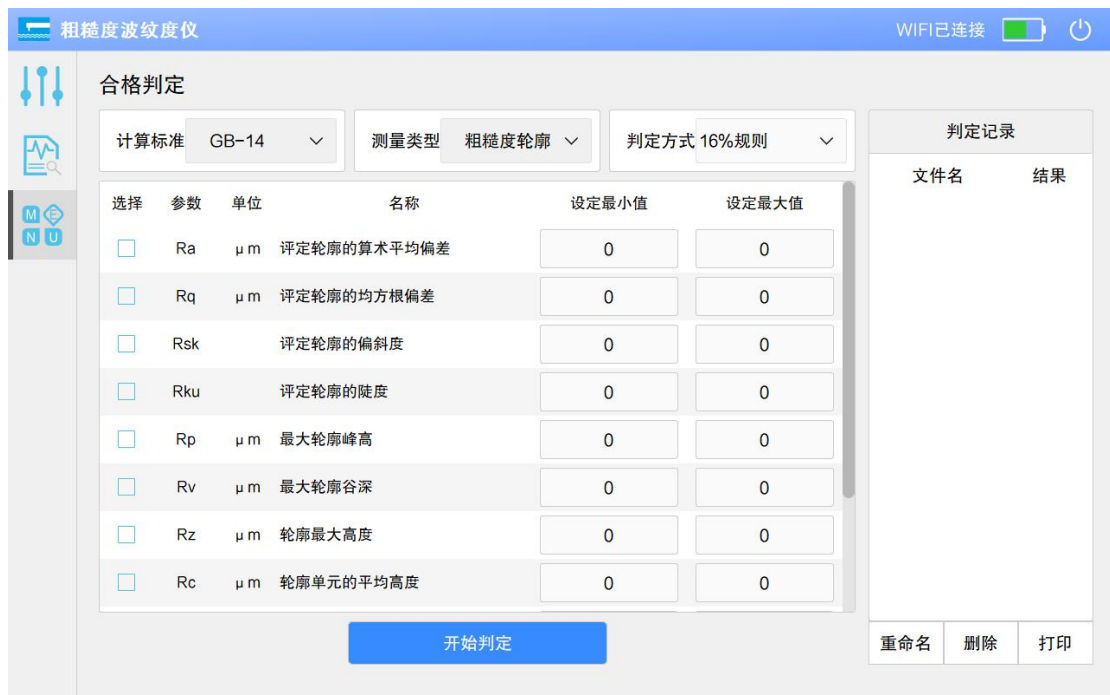 粗糙度波纹度仪 WIFI已连接
合格判定
计算标准 GB-14 测量类型 粗糙度轮廓 判定方式 16%规则
选择 参数 单位 名称 设定最小值 设定最大值
Ra μm 评定轮廓的算术平均偏差 0 0
Rq μm 评定轮廓的均方根偏差 0 0
Rsk 评定轮廓的偏斜度 0 0
Rku 评定轮廓的陡度 0 0
Rp μm 最大轮廓峰高 0 0
Rv μm 最大轮廓谷深 0 0
Rz μm 轮廓最大高度 0 0
Rc μm 轮廓单元的平均高度 0 0
开始判定
判定记录
文件名 结果
重命名 删除 打印
M E
N U